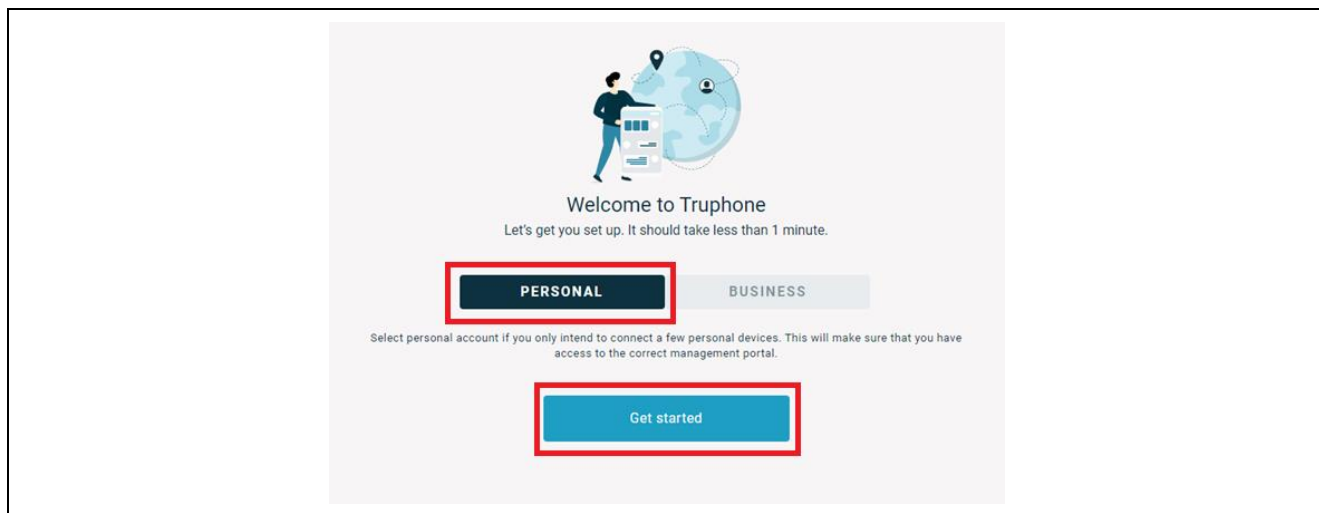 Welcome to Truphone
Let's get you set up. It should take less than 1 minute.
PERSONAL
BUSINESS
Select personal account if you only intend to connect a few personal devices. This will make sure that you have
access to the correct management portal.
Get started